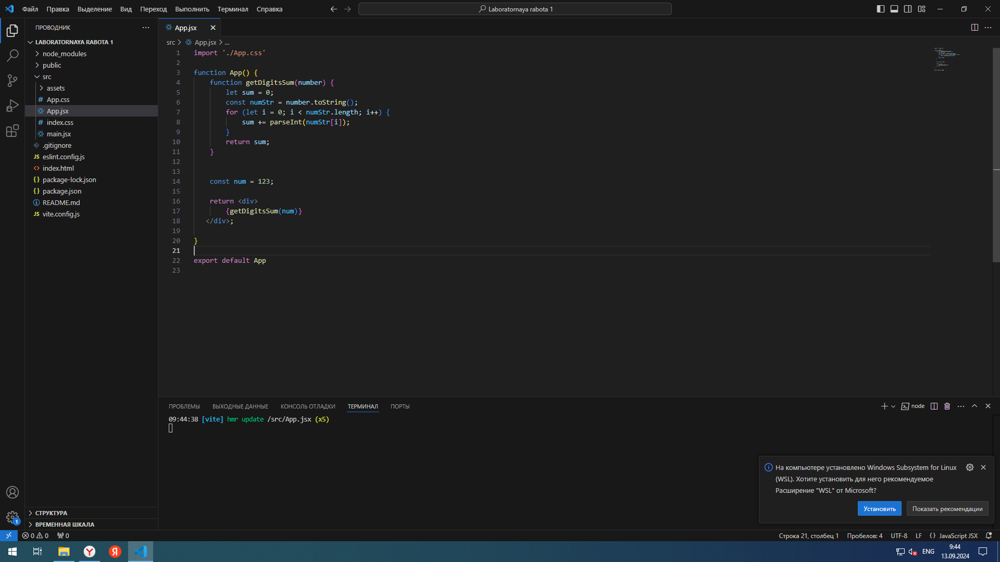 Файл Правка Выделение Вид Переход Выполнить Терминал Справка
Laboratornaya rabota 1
ПРОВОДНИК
LABORATORNAYA RABOTA 1
node_modules
public
src
assets
# App.css
App.jsx
# index.css
main.jsx
.gitignore
JS eslint.config.js
<> index.html
{} package-lock.json
{} package.json
README.md
JS vite.config.js
СТРУКТУРА
ВРЕМЕННАЯ ШКАЛА
App.jsx
src > App.jsx > ...
1 import './App.css'
2
3 function App() {
4 function getDigitsSum(number) {
5 let sum = 0;
6 const numStr = number.toString();
7 for (let i = 0; i < numStr.length; i++) {
8 sum += parseInt(numStr[i]);
9 }
10 return sum;
11 }
12
13
14 const num = 123;
15
16 return <div>
17 {getDigitsSum(num)}
18 </div>;
19
20 }
21
22 export default App
23
ПРОБЛЕМЫ ВЫХОДНЫЕ ДАННЫЕ КОНСОЛЬ ОТЛАДКИ ТЕРМИНАЛ ПОРТЫ
node
09:44:38 [vite] hmr update /src/App.jsx (x5)
На компьютере установлено Windows Subsystem for Linux
(WSL). Хотите установить для него рекомендуемое
Расширение "WSL" от Microsoft?
Установить Показать рекомендации
1
0 0 0
Строка 21, столбец 1 Пробелов: 4 UTF-8 LF {} JavaScript JSX
Y Я
ENG
9:44
13.09.2024